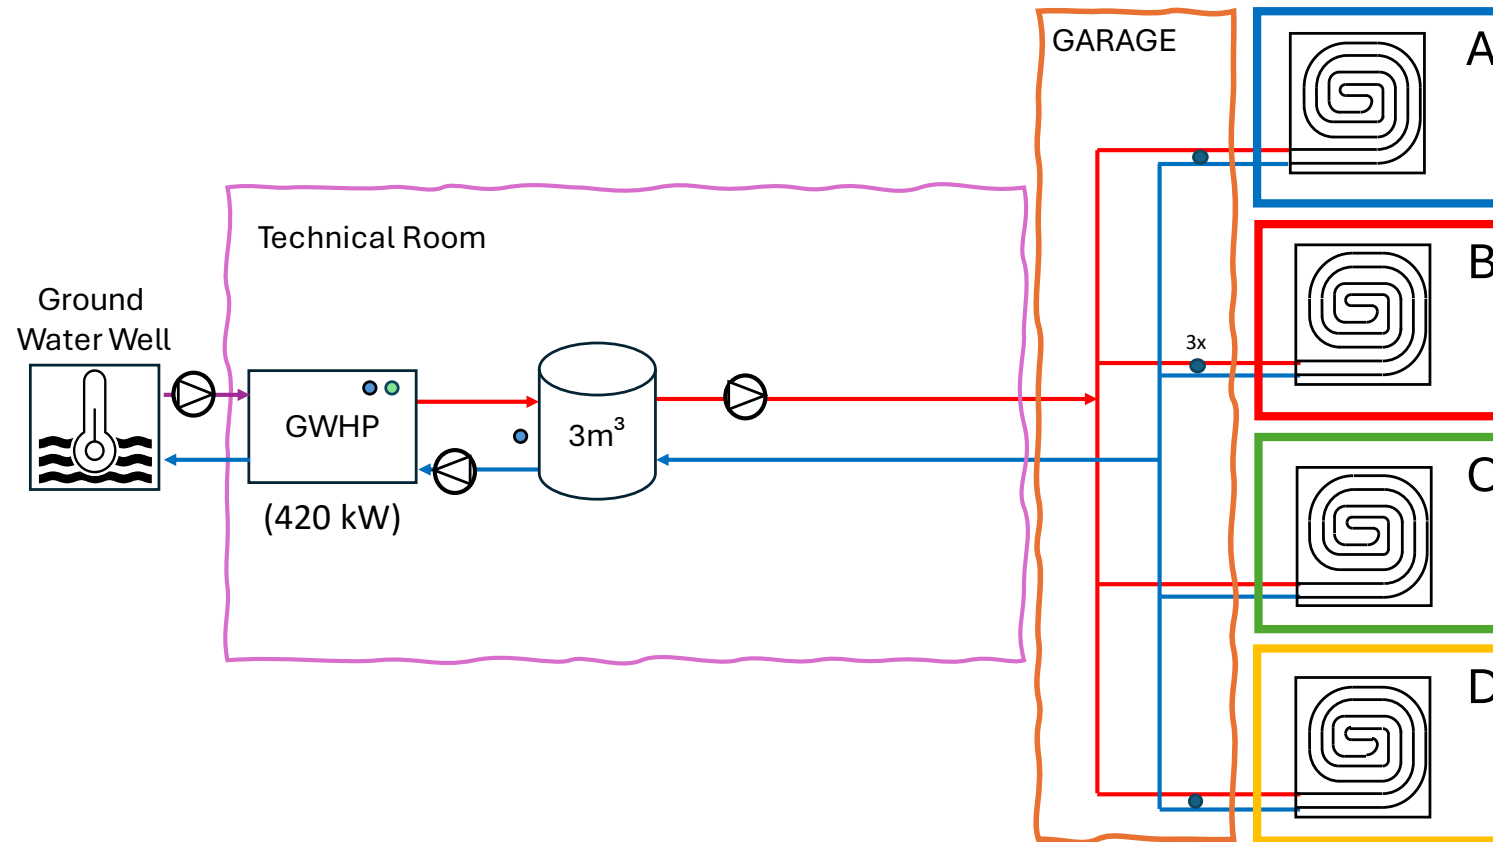 GARAGE
A
Technical Room
B
Ground
Water Well
3x
GWHP
3m³
C
(420 kW)
D